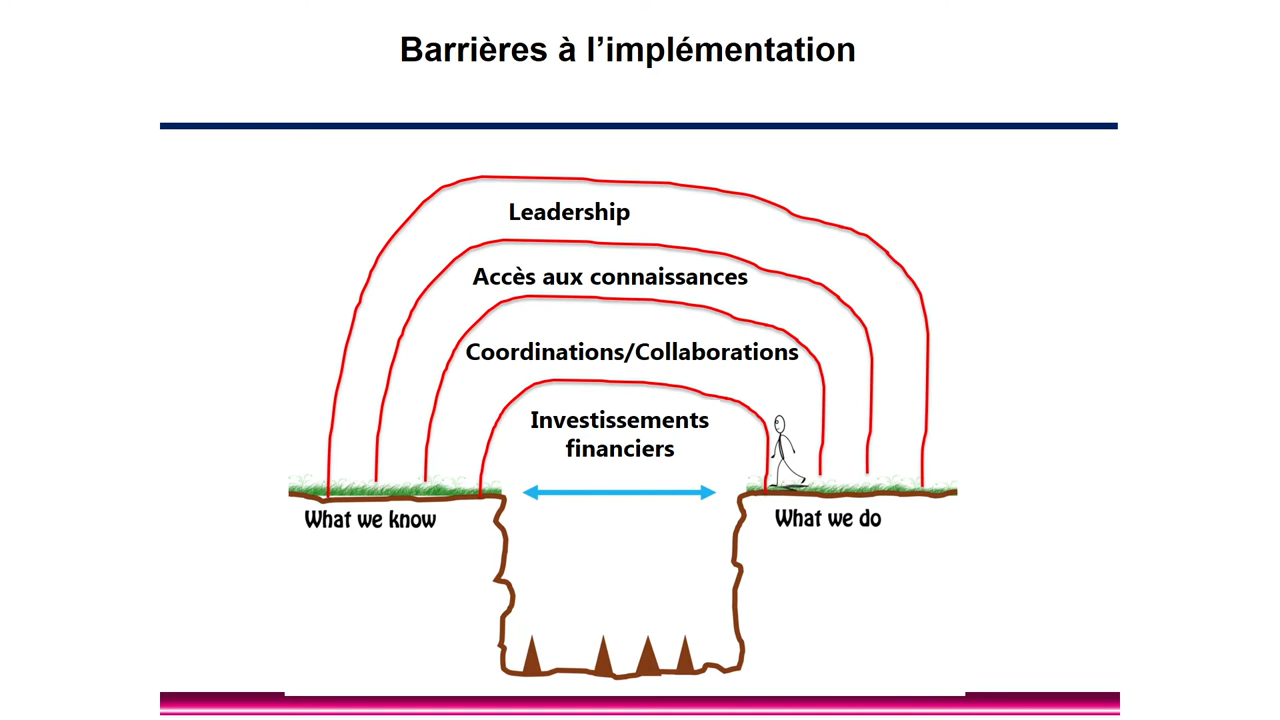 Barrières à l’implémentation
Leadership
Accès aux connaissances
Coordinations/Collaborations
Investissements
financiers
What we know
What we do